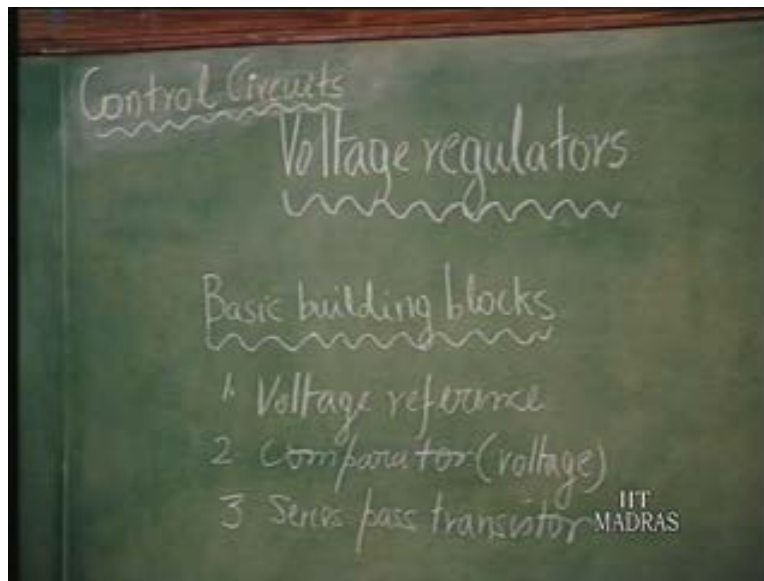 Control Circuits
Voltage regulators
Basic building blocks
1. Voltage reference
2 Comparator (voltage)
3 Series pass transistor
IIT
MADRAS